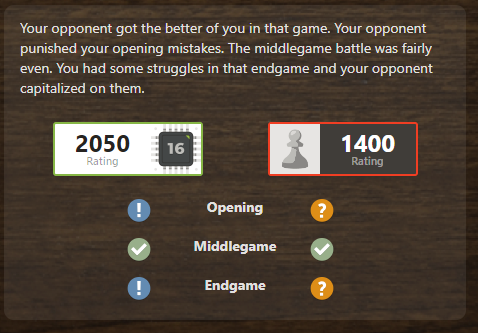 Your opponent got the better of you in that game. Your opponent
punished your opening mistakes. The middlegame battle was fairly
even. You had some struggles in that endgame and your opponent
capitalized on them.
2050
Rating
16
1400
Rating
! Opening ?
Middlegame
! Endgame ?